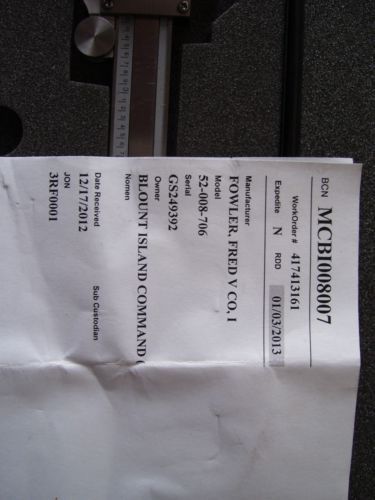 BCN MCBI008007
WorkOrder # 417413161
Expedite N RDD 01/03/2013
Manufacturer
FOWLER, FRED V CO, I
Model
52-008-706
Serial
GS249392
Owner
BLOUNT ISLAND COMMAND
Nomen
Date Received Sub Custodian
12/17/2012
JON
3RF0001